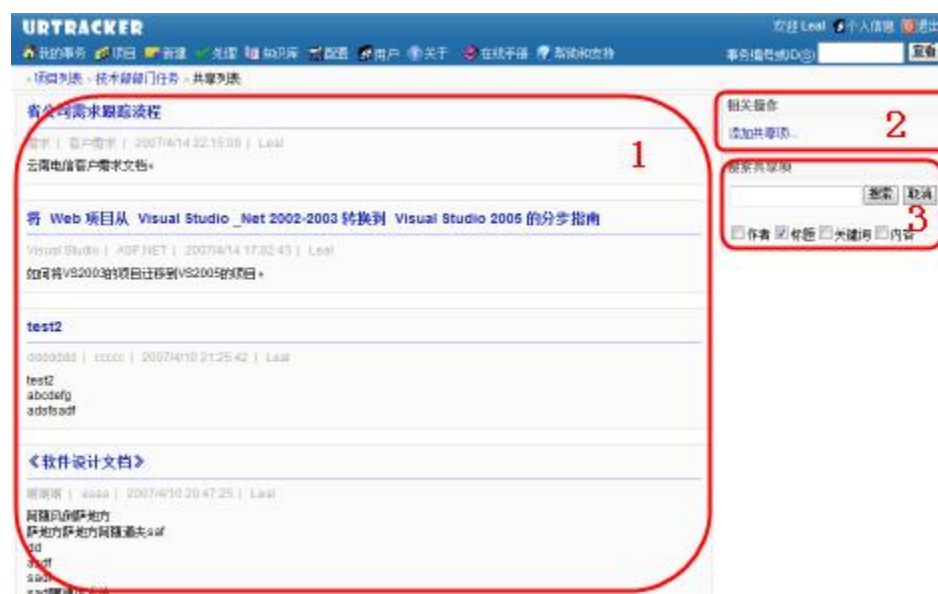 URTRACKER
欢迎 Leal 个人信息 退出
我的事务 项目 新建 处理 知识库 配置 用户 关于 在线手册 帮助和支持
事务编号或ID(S) 查看
项目列表 - 技术部部门任务 - 共享列表
省公司需求跟踪流程
需求 | 客户需求 | 2007/4/14 22:15:09 | Leal
云南电信客户需求文档。
将 Web 项目从 Visual Studio _Net 2002-2003 转换到 Visual Studio 2005 的分步指南
Visual Studio | ASP.NET | 2007/4/14 17:02:43 | Leal
如何将VS2003的项目迁移到VS2005的项目。
test2
ccccc | 2007/4/10 21:25:42 | Leal
test2
abcdefg
adsfsadf
《软件设计文档》
aaaa | 2007/4/10 20:47:25 | Leal
dd
asdf
1
相关操作
添加共享项..
2
搜索共享项
搜索 取消
作者 标题 关键词 内容
3